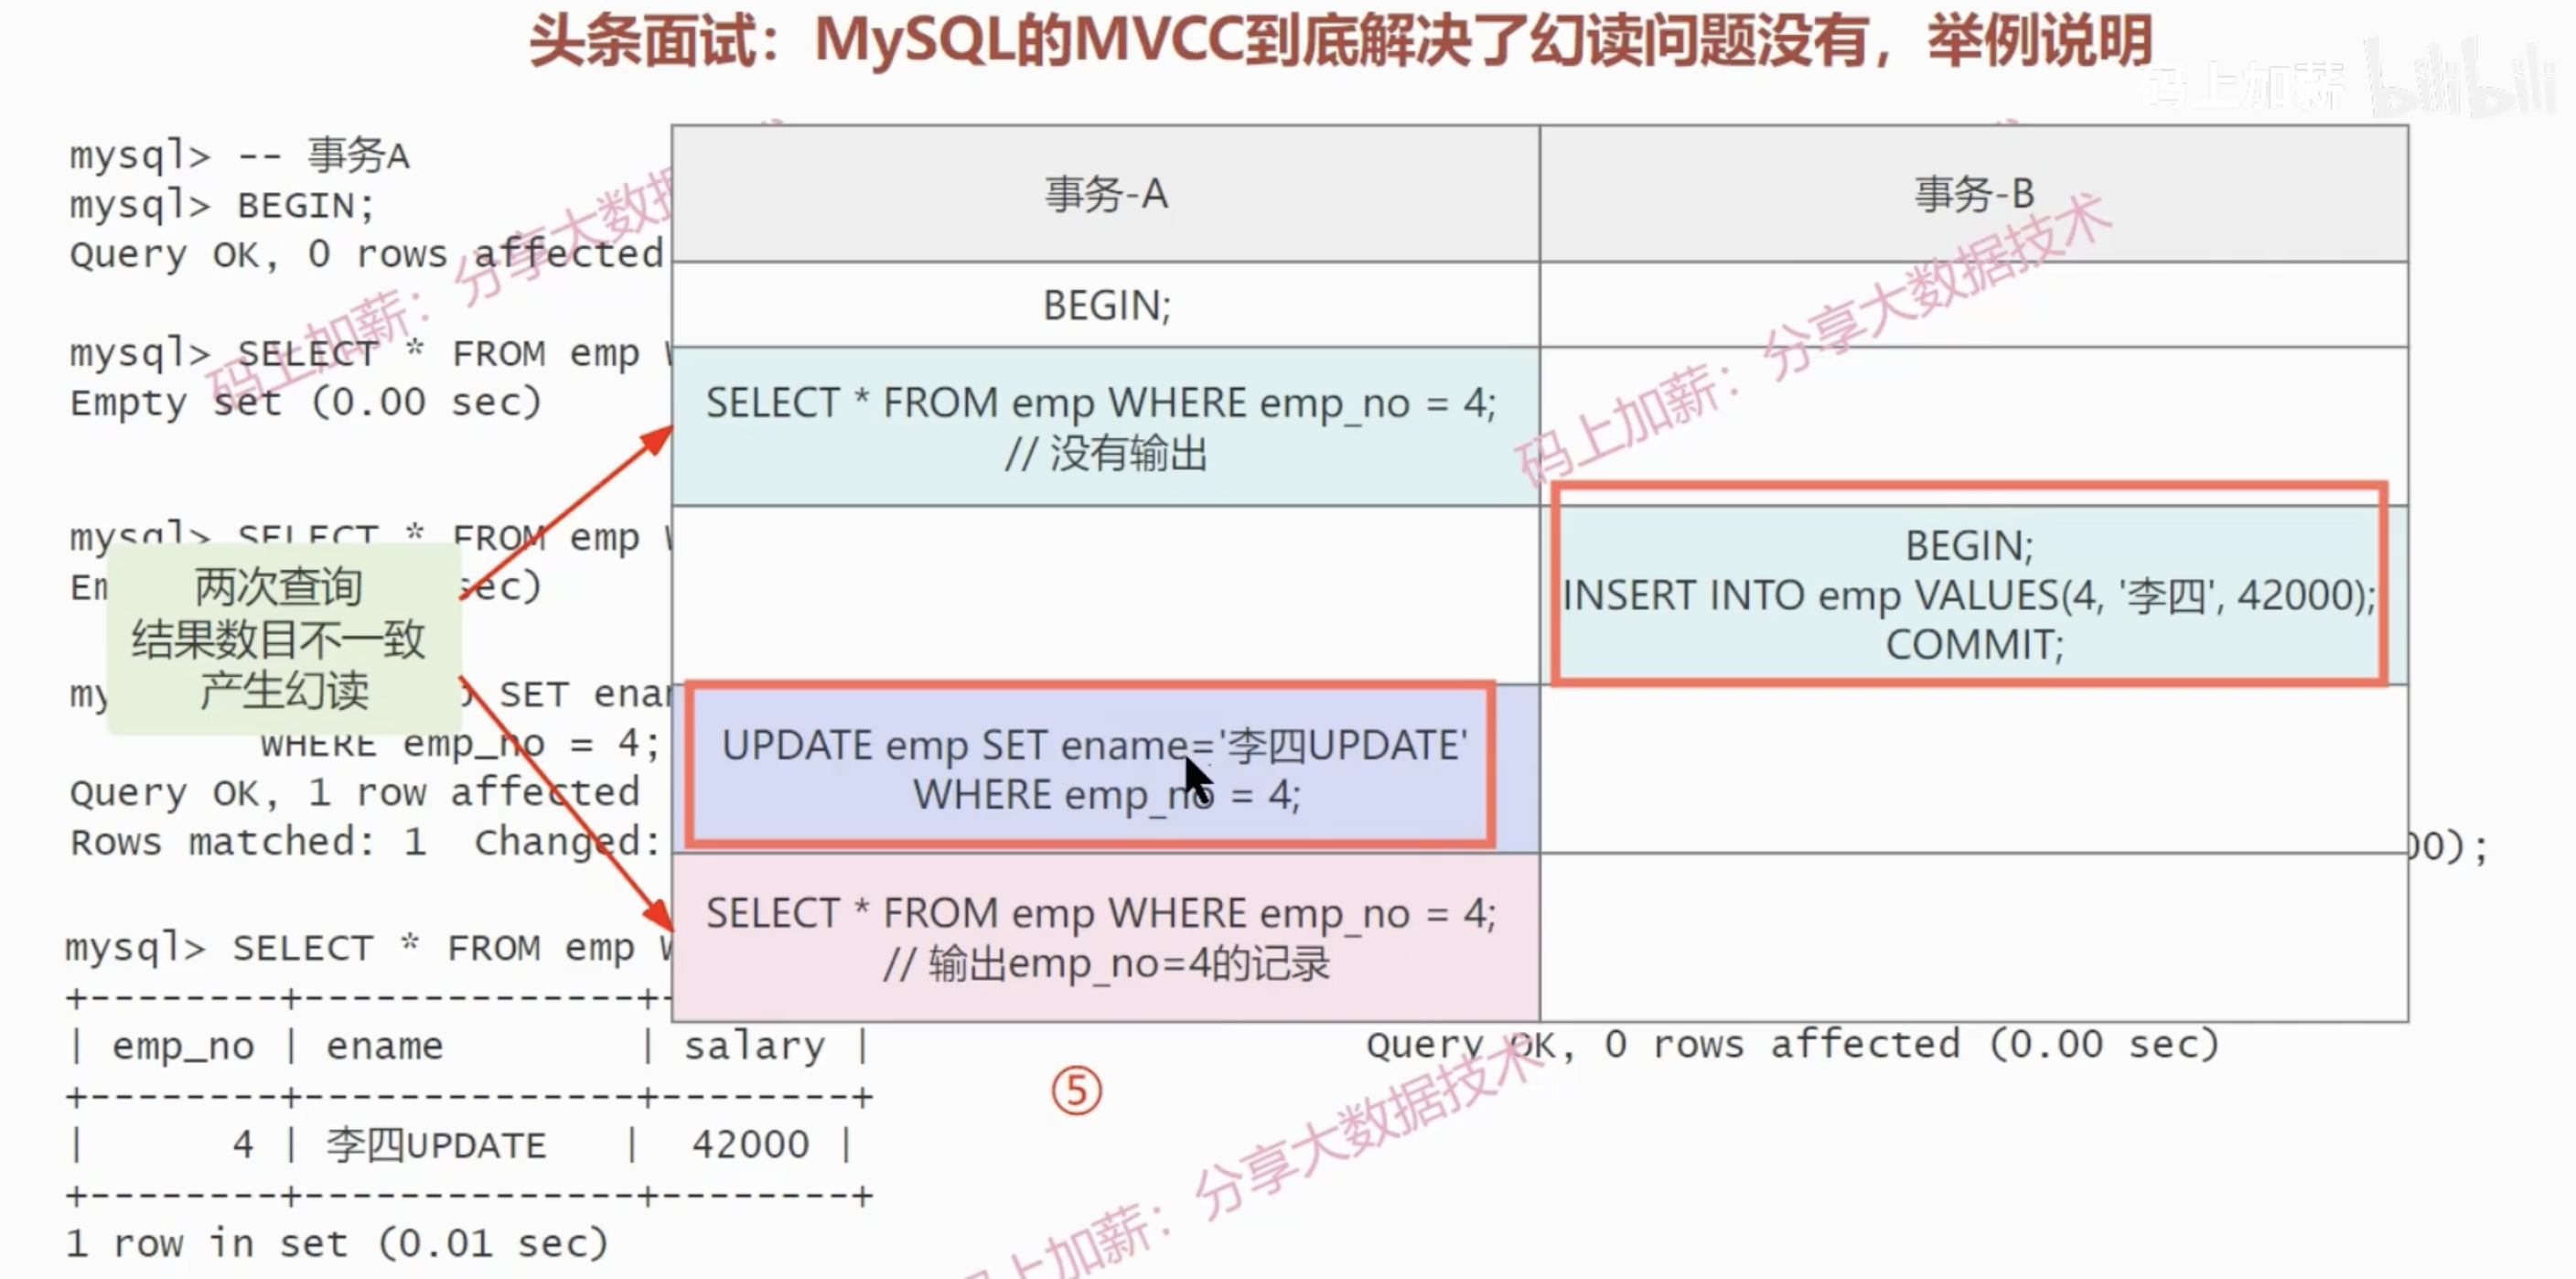 头条面试：MySQL的MVCC到底解决了幻读问题没有，举例说明
码上加薪 bilibili
mysql> -- 事务A
mysql> BEGIN;
Query OK, 0 rows affected
mysql> SELECT * FROM emp
Empty set (0.00 sec)
mysql> SELECT * FROM emp
sec)
两次查询
结果数目不一致
产生幻读
SET
WHERE emp_no = 4;
Query OK, 1 row affected
Rows matched: 1 Changed:
mysql> SELECT * FROM emp
+--------+-------------+-
| emp_no | ename | salary |
+--------+-------------+--------+
| 4 | 李四UPDATE | 42000 |
+--------+-------------+--------+
1 row in set (0.01 sec)
事务-A
事务-B
BEGIN;
SELECT * FROM emp WHERE emp_no = 4;
// 没有输出
BEGIN;
INSERT INTO emp VALUES(4, '李四', 42000);
COMMIT;
UPDATE emp SET ename='李四UPDATE'
WHERE emp_no = 4;
SELECT * FROM emp WHERE emp_no = 4;
// 输出emp_no=4的记录
00);
Query OK, 0 rows affected (0.00 sec)
⑤
码上加薪：分享大数据
码上加薪：分享大数据技术
码上加薪：分享大数据技术